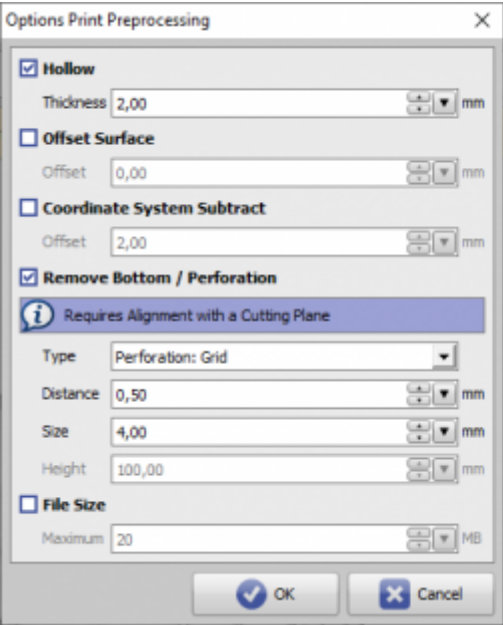 Options Print Preprocessing
Hollow
Thickness 2,00 mm
Offset Surface
Offset 0,00 mm
Coordinate System Subtract
Offset 2,00 mm
Remove Bottom / Perforation
Requires Alignment with a Cutting Plane
Type Perforation: Grid
Distance 0,50 mm
Size 4,00 mm
Height 100,00 mm
File Size
Maximum 20 MB
OK Cancel